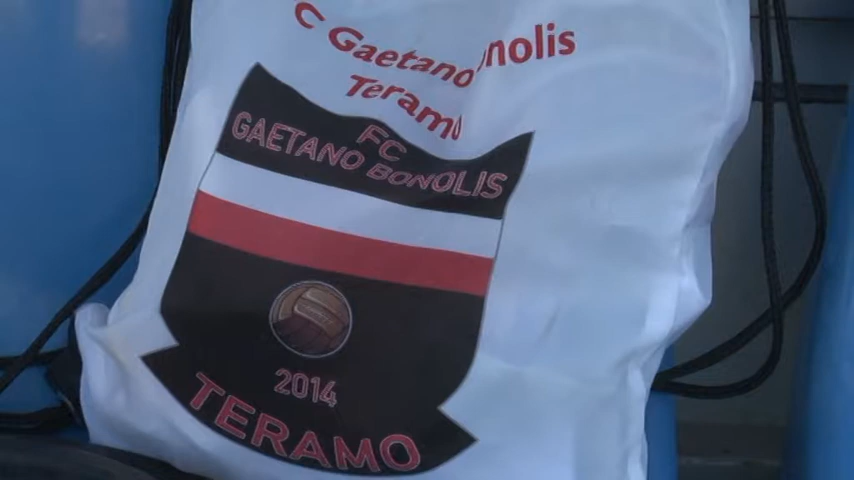 C Gaetano Bonolis
Teramo
FC
GAETANO BONOLIS
2014
TERAMO